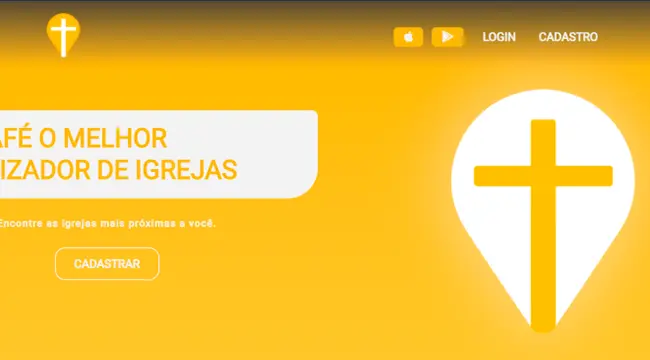 LOGIN CADASTRO
AFÉ O MELHOR
IZADOR DE IGREJAS
Encontre as igrejas mais próximas a você.
CADASTRAR